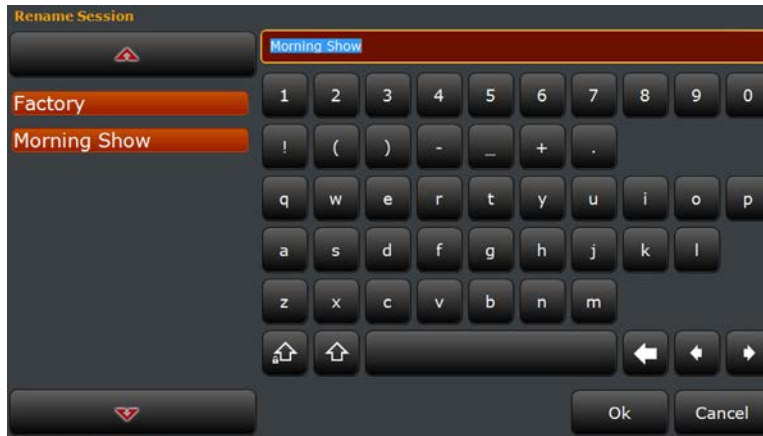 Rename Session
Morning Show
Factory
Morning Show
1 2 3 4 5 6 7 8 9 0
! ( ) - _ + .
q w e r t y u i o p
a s d f g h j k l
z x c v b n m
Ok Cancel